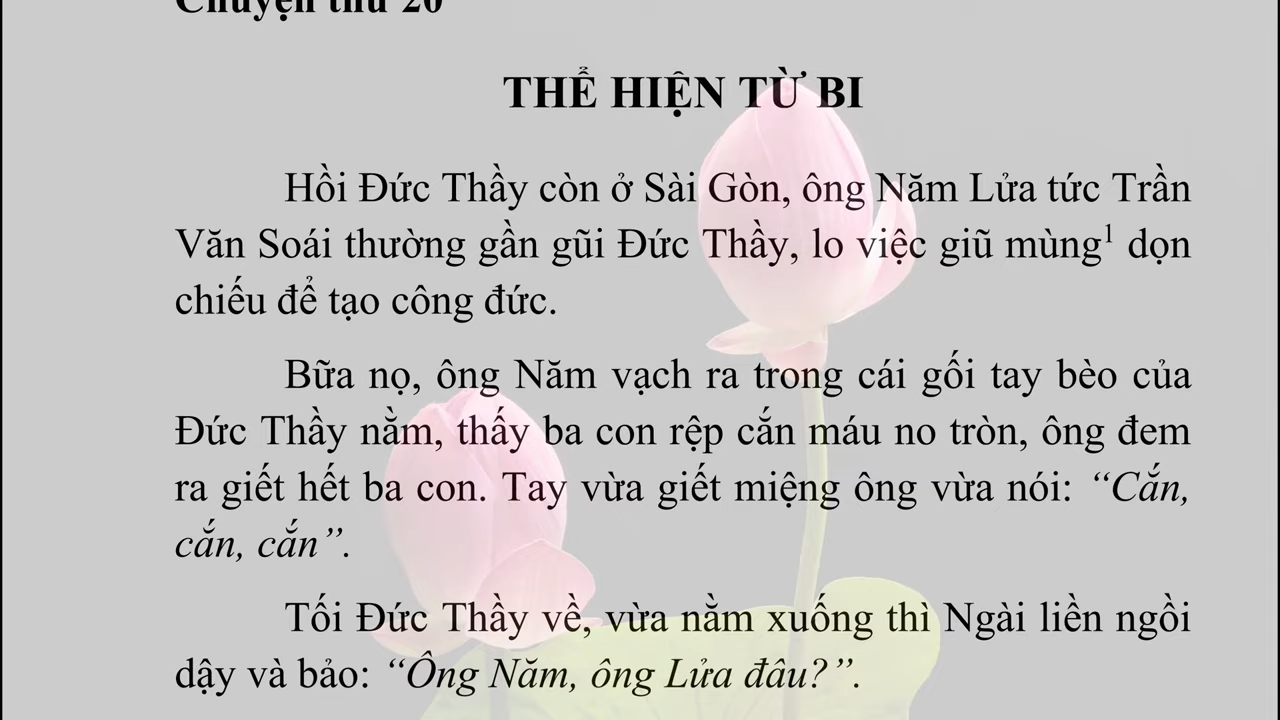 Chuyện thứ 20
THỂ HIỆN TỪ BI
Hồi Đức Thầy còn ở Sài Gòn, ông Năm Lửa tức Trần
Văn Soái thường gần gũi Đức Thầy, lo việc giũ mùng¹ dọn
chiếu để tạo công đức.
Bữa nọ, ông Năm vạch ra trong cái gối tay bèo của
Đức Thầy nằm, thấy ba con rệp cắn máu no tròn, ông đem
ra giết hết ba con. Tay vừa giết miệng ông vừa nói: “Cắn,
cắn, cắn”.
Tối Đức Thầy về, vừa nằm xuống thì Ngài liền ngồi
dậy và bảo: “Ông Năm, ông Lửa đâu?”.